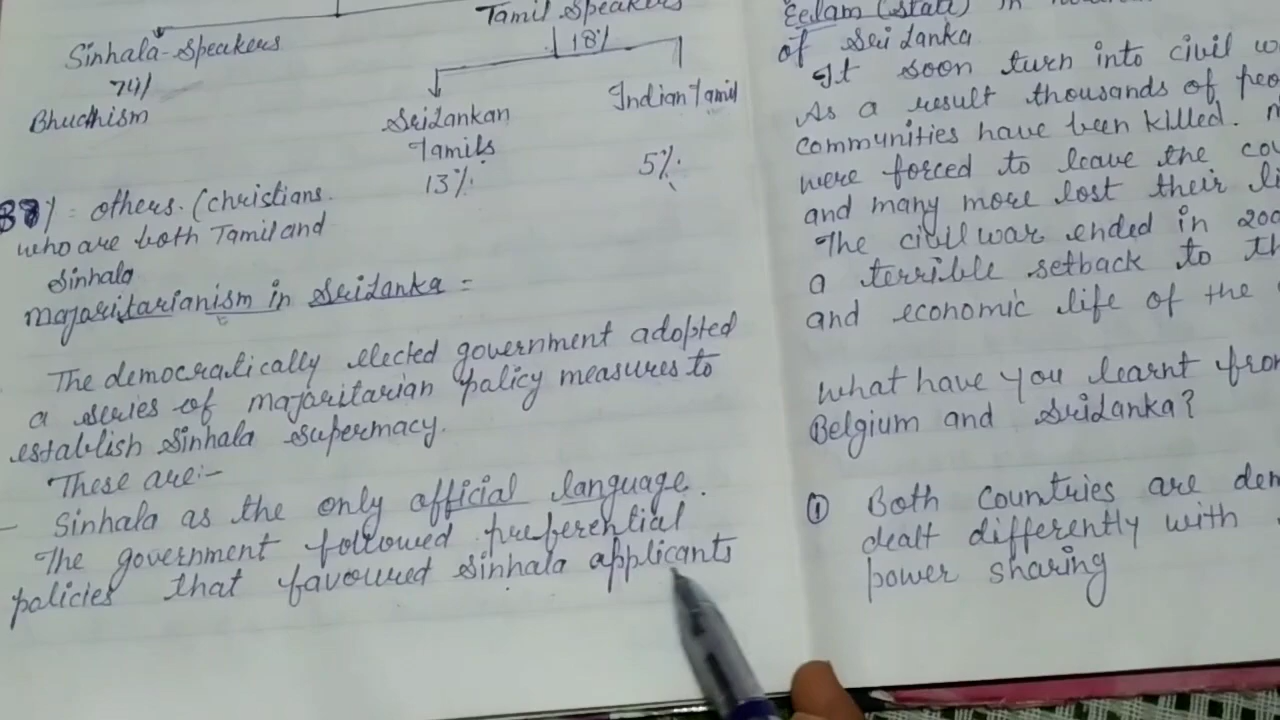 Tamil Speakers
18%
Sinhala-Speakers
74%
Bhuddhism
SriLankan
Tamils
13%.
Indian Tamil
5%.
% = others. (Christians.
who are both Tamil and
Sinhala
majoritarianism in SriLanka =
The democratically elected government adopted
a series of majoritarian policy measures to
establish Sinhala supermacy.
These are:-
- Sinhala as the only official language.
The government followed preferential
policies that favoured Sinhala applicants
Eelam (State) in
of Sri Lanka
It soon turn into civil
As a result thousands of
communities have been killed.
were forced to leave the
and many more lost their
The civil war ended in 200
a terrible setback to
and economic life of the
What have you learnt
Belgium and SriLanka?
① Both countries are
dealt differently with
power sharing